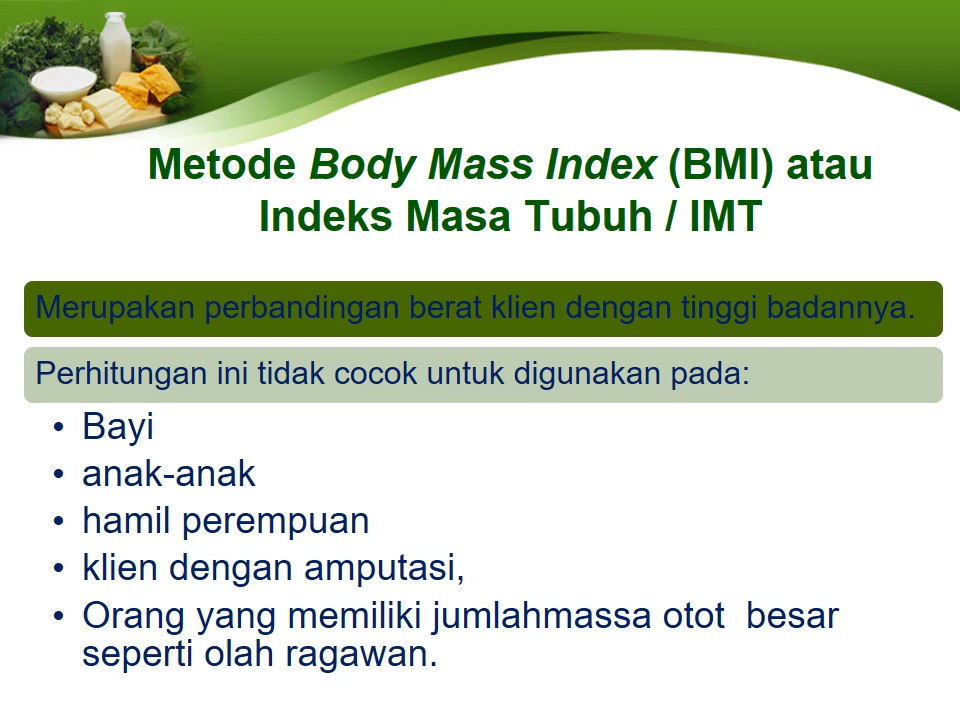 Metode Body Mass Index (BMI) atau
Indeks Masa Tubuh / IMT
Merupakan perbandingan berat klien dengan tinggi badannya.
Perhitungan ini tidak cocok untuk digunakan pada:
• Bayi
• anak-anak
• hamil perempuan
• klien dengan amputasi,
• Orang yang memiliki jumlahmassa otot  besar
seperti olah ragawan.